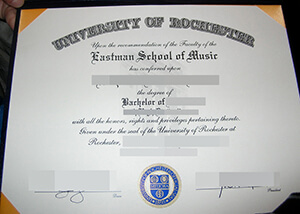 UNIVERSITY OF ROCHESTER
Upon the recommendation of the Faculty of the
Eastman School of Music
has conferred upon
the degree of
Bachelor of
with all the honors, rights and privileges pertaining thereto.
Given under the seal of the University of Rochester at
Rochester,
Dean
President